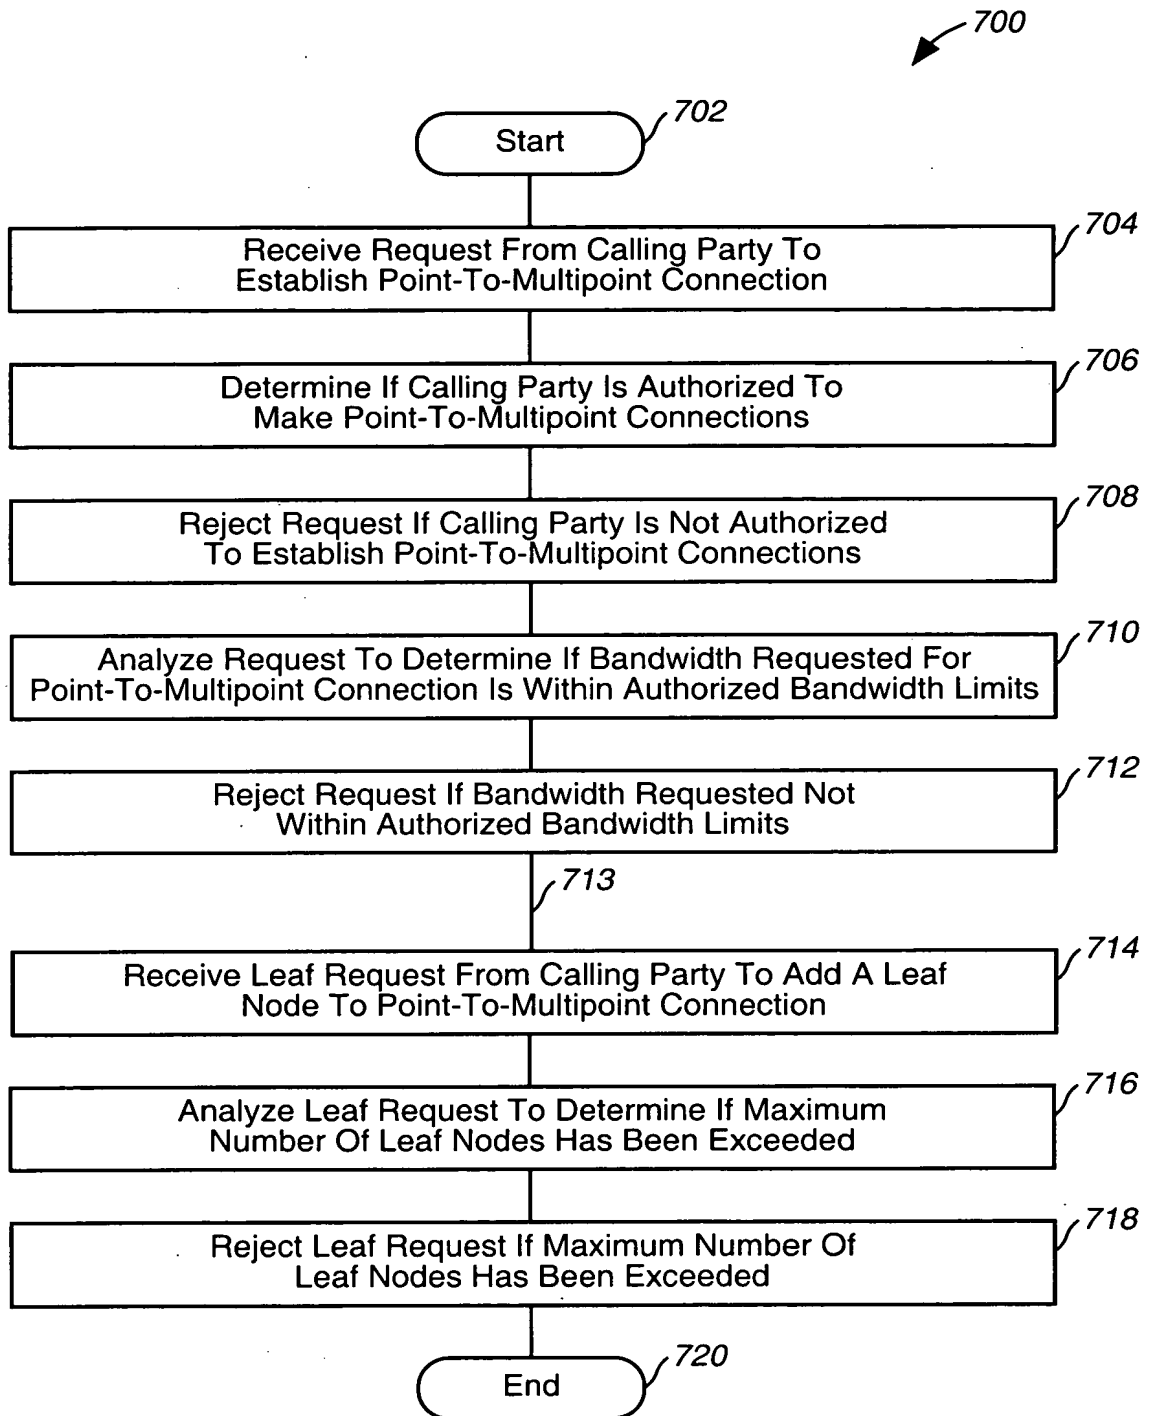 700
702
Start
704
Receive Request From Calling Party To
Establish Point-To-Multipoint Connection
706
Determine If Calling Party Is Authorized To
Make Point-To-Multipoint Connections
708
Reject Request If Calling Party Is Not Authorized
To Establish Point-To-Multipoint Connections
710
Analyze Request To Determine If Bandwidth Requested For
Point-To-Multipoint Connection Is Within Authorized Bandwidth Limits
712
Reject Request If Bandwidth Requested Not
Within Authorized Bandwidth Limits
713
714
Receive Leaf Request From Calling Party To Add A Leaf
Node To Point-To-Multipoint Connection
716
Analyze Leaf Request To Determine If Maximum
Number Of Leaf Nodes Has Been Exceeded
718
Reject Leaf Request If Maximum Number Of
Leaf Nodes Has Been Exceeded
720
End